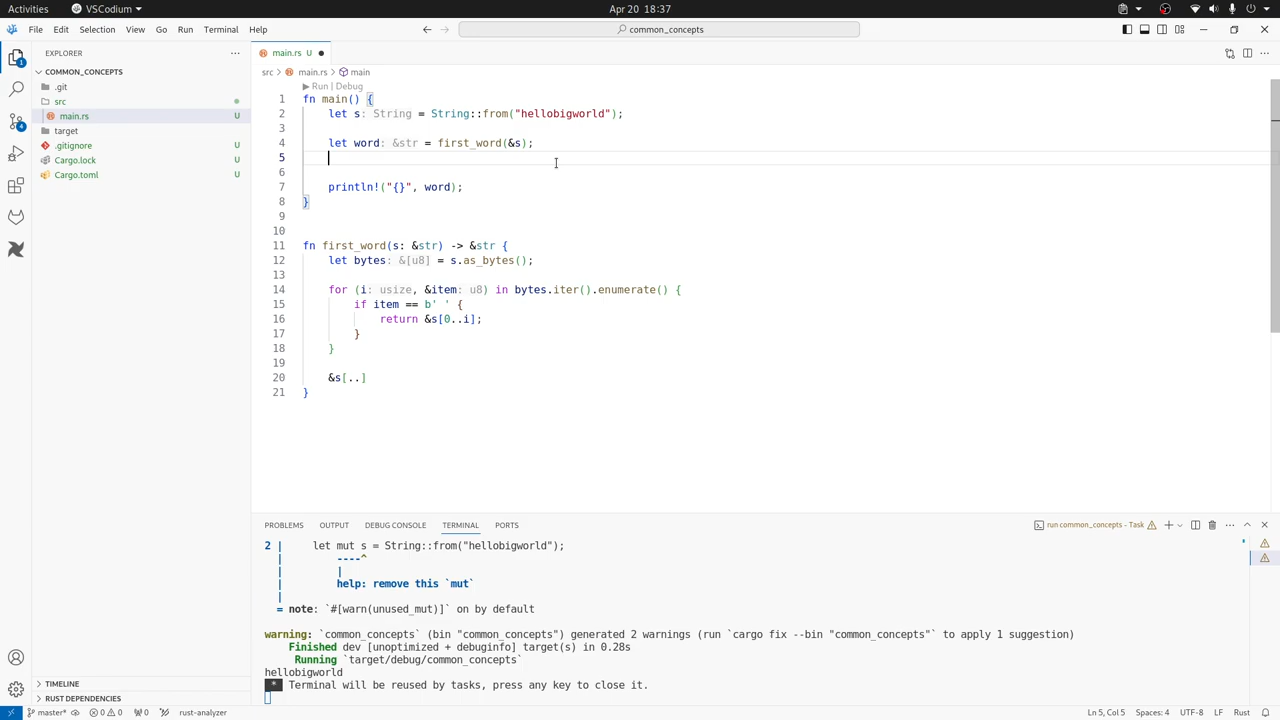 Activities VSCodium Apr 20 18:37
File Edit Selection View Go Run Terminal Help common_concepts
EXPLORER
COMMON_CONCEPTS
.git
src
main.rs U
target
.gitignore U
Cargo.lock U
Cargo.toml U
TIMELINE
RUST DEPENDENCIES
1
4
main.rs U
src > main.rs > main
Run | Debug
1 fn main() {
2 let s: String = String::from("hellobigworld");
3
4 let word: &str = first_word(&s);
5
6
7 println!("{}", word);
8 }
9
10
11 fn first_word(s: &str) -> &str {
12 let bytes: &[u8] = s.as_bytes();
13
14 for (i: usize, &item: u8) in bytes.iter().enumerate() {
15 if item == b' ' {
16 return &s[0..i];
17 }
18 }
19
20 &s[..]
21 }
PROBLEMS OUTPUT DEBUG CONSOLE TERMINAL PORTS run common_concepts - Task
2 | let mut s = String::from("hellobigworld");
| ----^
| |
| help: remove this `mut`
|
= note: `#[warn(unused_mut)]` on by default
warning: `common_concepts` (bin "common_concepts") generated 2 warnings (run `cargo fix --bin "common_concepts"` to apply 1 suggestion)
Finished dev [unoptimized + debuginfo] target(s) in 0.28s
Running `target/debug/common_concepts`
hellobigworld
* Terminal will be reused by tasks, press any key to close it.
master* 0 0 0 rust-analyzer Ln 5, Col 5 Spaces: 4 UTF-8 LF Rust